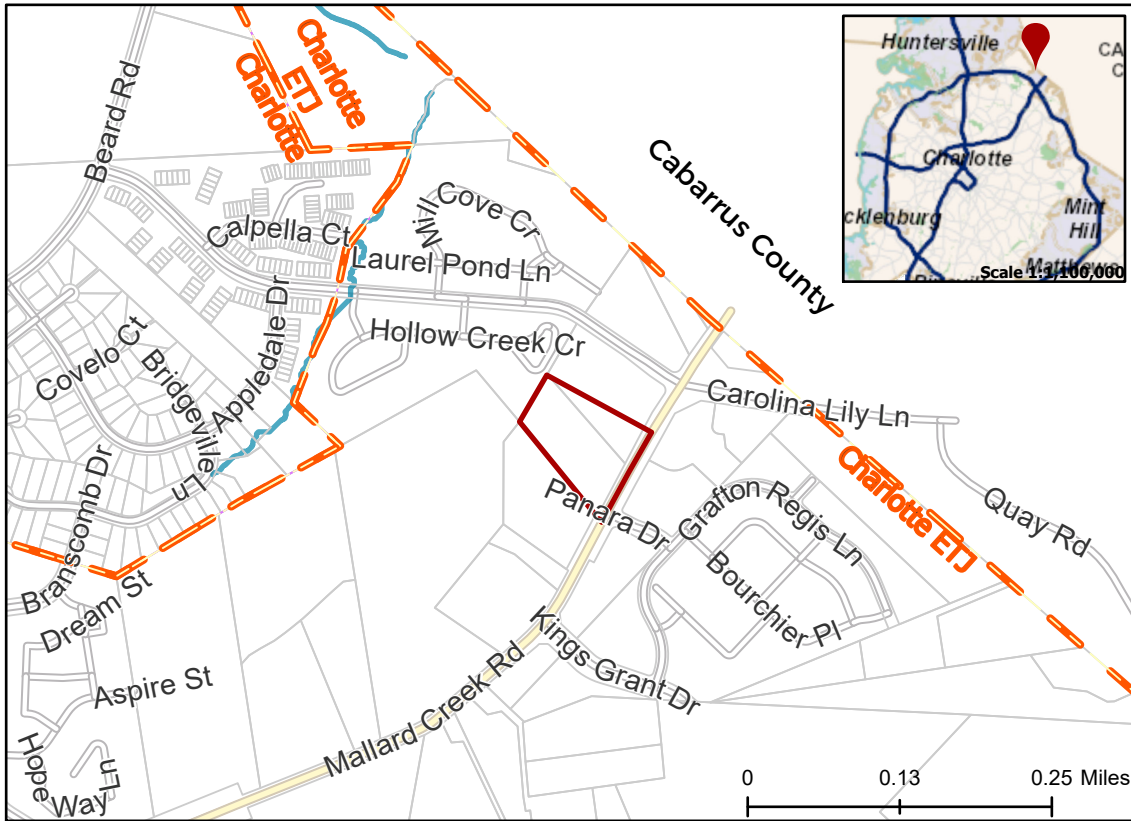 Beard Rd
Charlotte
ETJ
Charlotte
Cabarrus County
Huntersville
CA
C
Charlotte
cklenburg
Mint
Hill
Matthews
Scale 1:1,100,000
Mill
Cove Cr
Calpella Ct
Laurel Pond Ln
Hollow Creek Cr
Covelo Ct
Bridgeville
Ln
Appledale Dr
Carolina Lily Ln
Charlotte ETJ
Quay Rd
Panara Dr
Grafton Regis Ln
Bourchier Pl
Kings Grant Dr
Branscomb Dr
Dream St
Aspire St
Mallard Creek Rd
Hope
Way
Ln
0
0.13
0.25 Miles